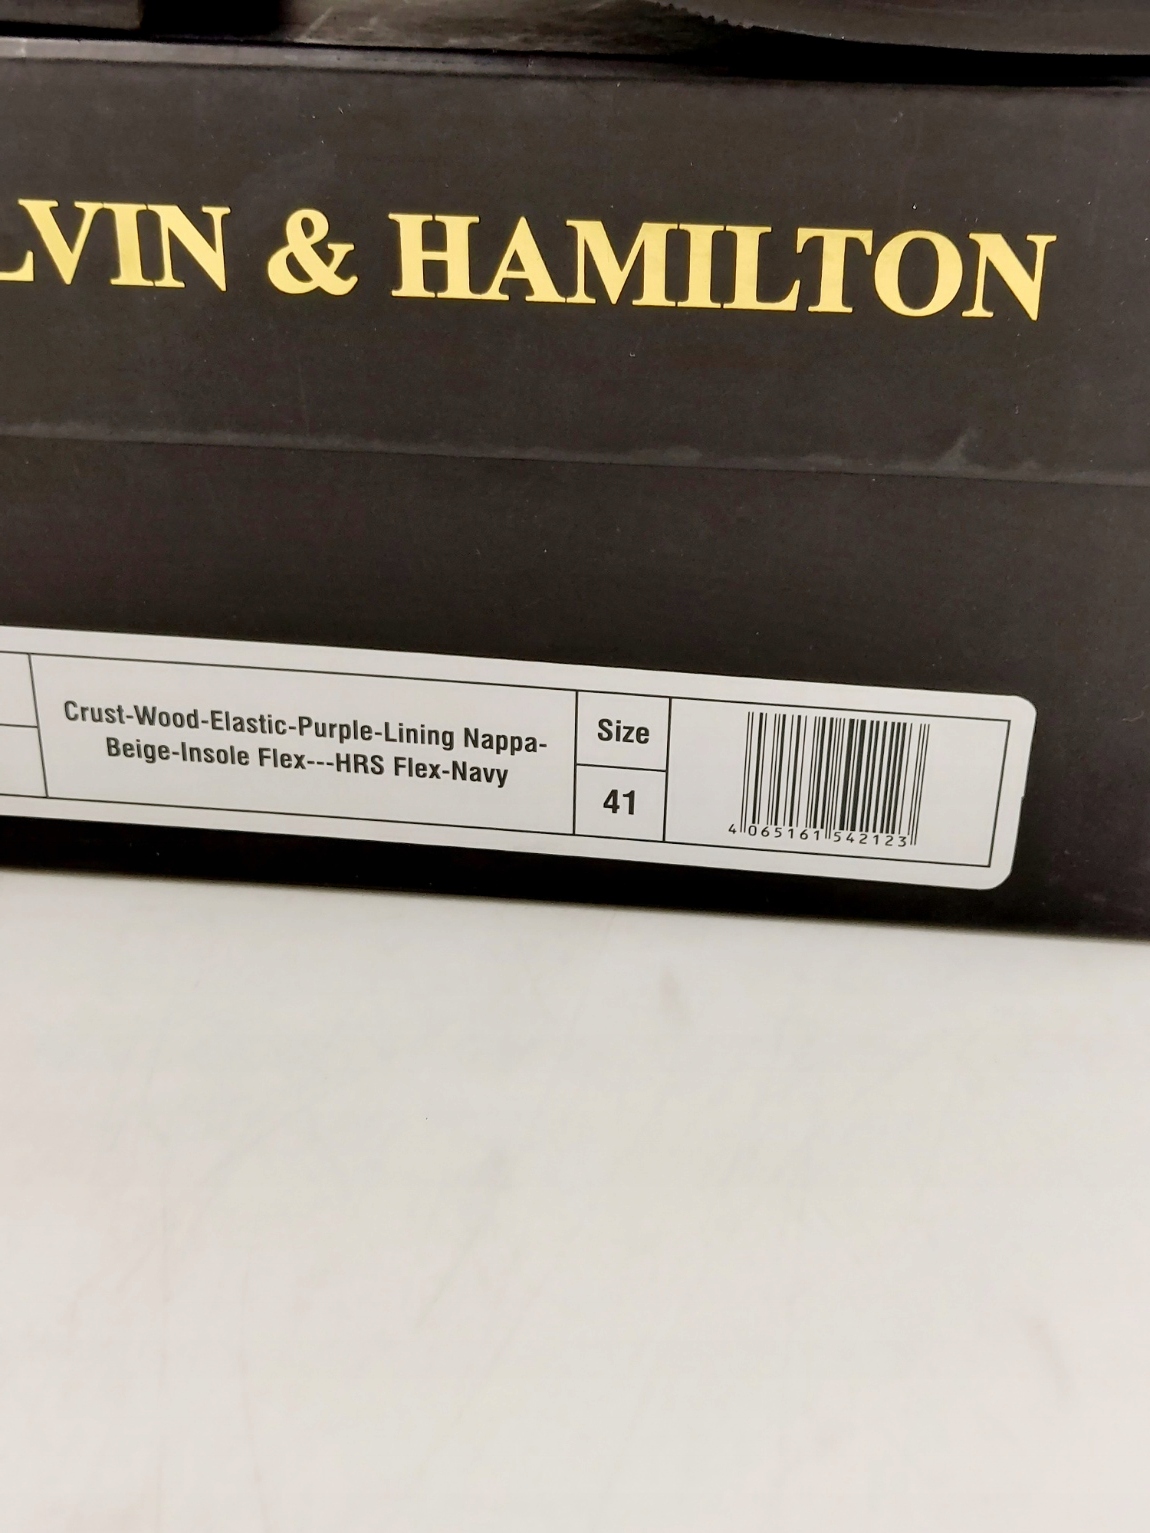 LVIN & HAMILTON
Crust-Wood-Elastic-Purple-Lining Nappa-
Beige-Insole Flex---HRS Flex-Navy
Size
41
4 065161 542123